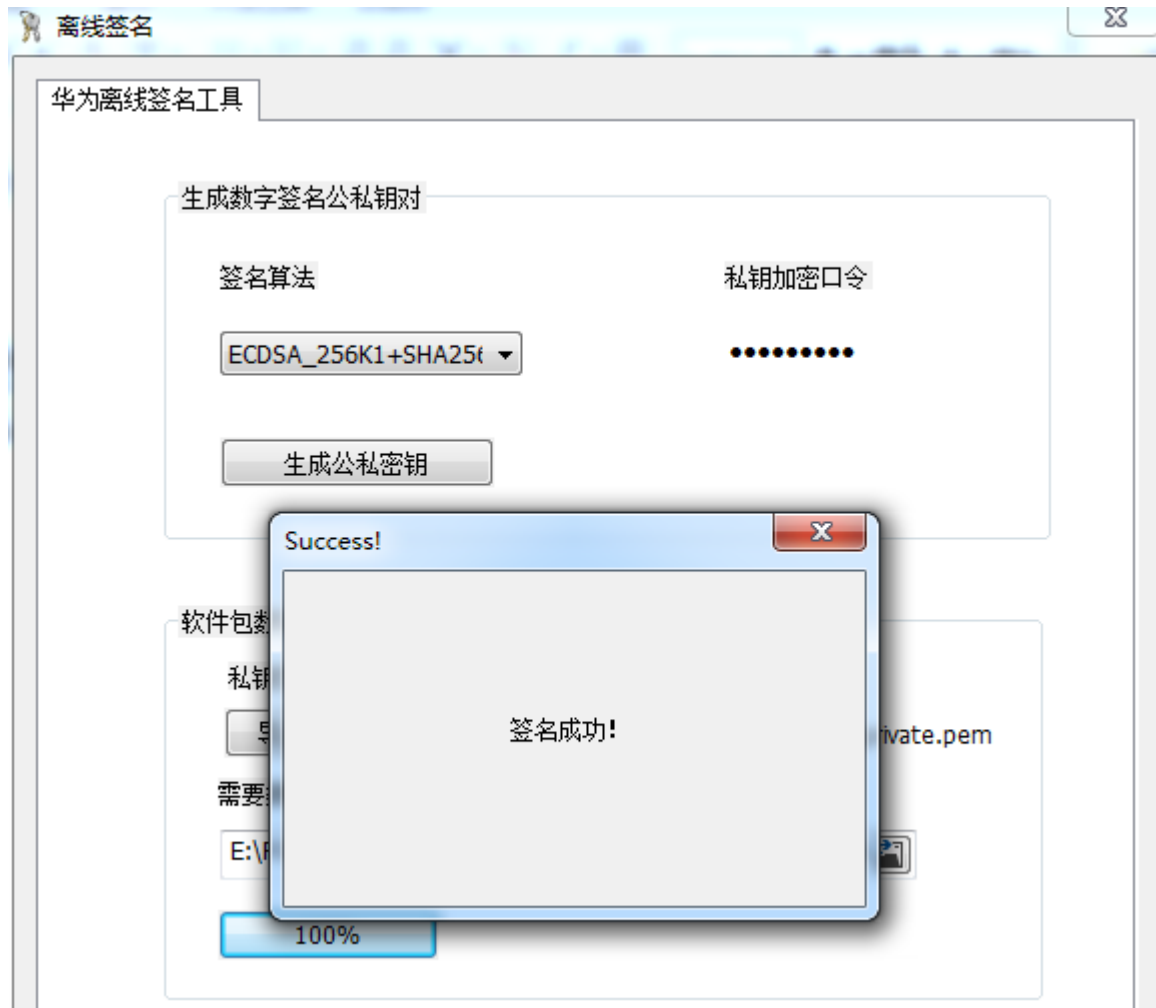 离线签名
华为离线签名工具
生成数字签名公私钥对
签名算法
私钥加密口令
ECDSA_256K1+SHA256
•••••••••
生成公私密钥
Success!
软件包数
私钥
签名成功!
ivate.pem
需要
E:\
100%